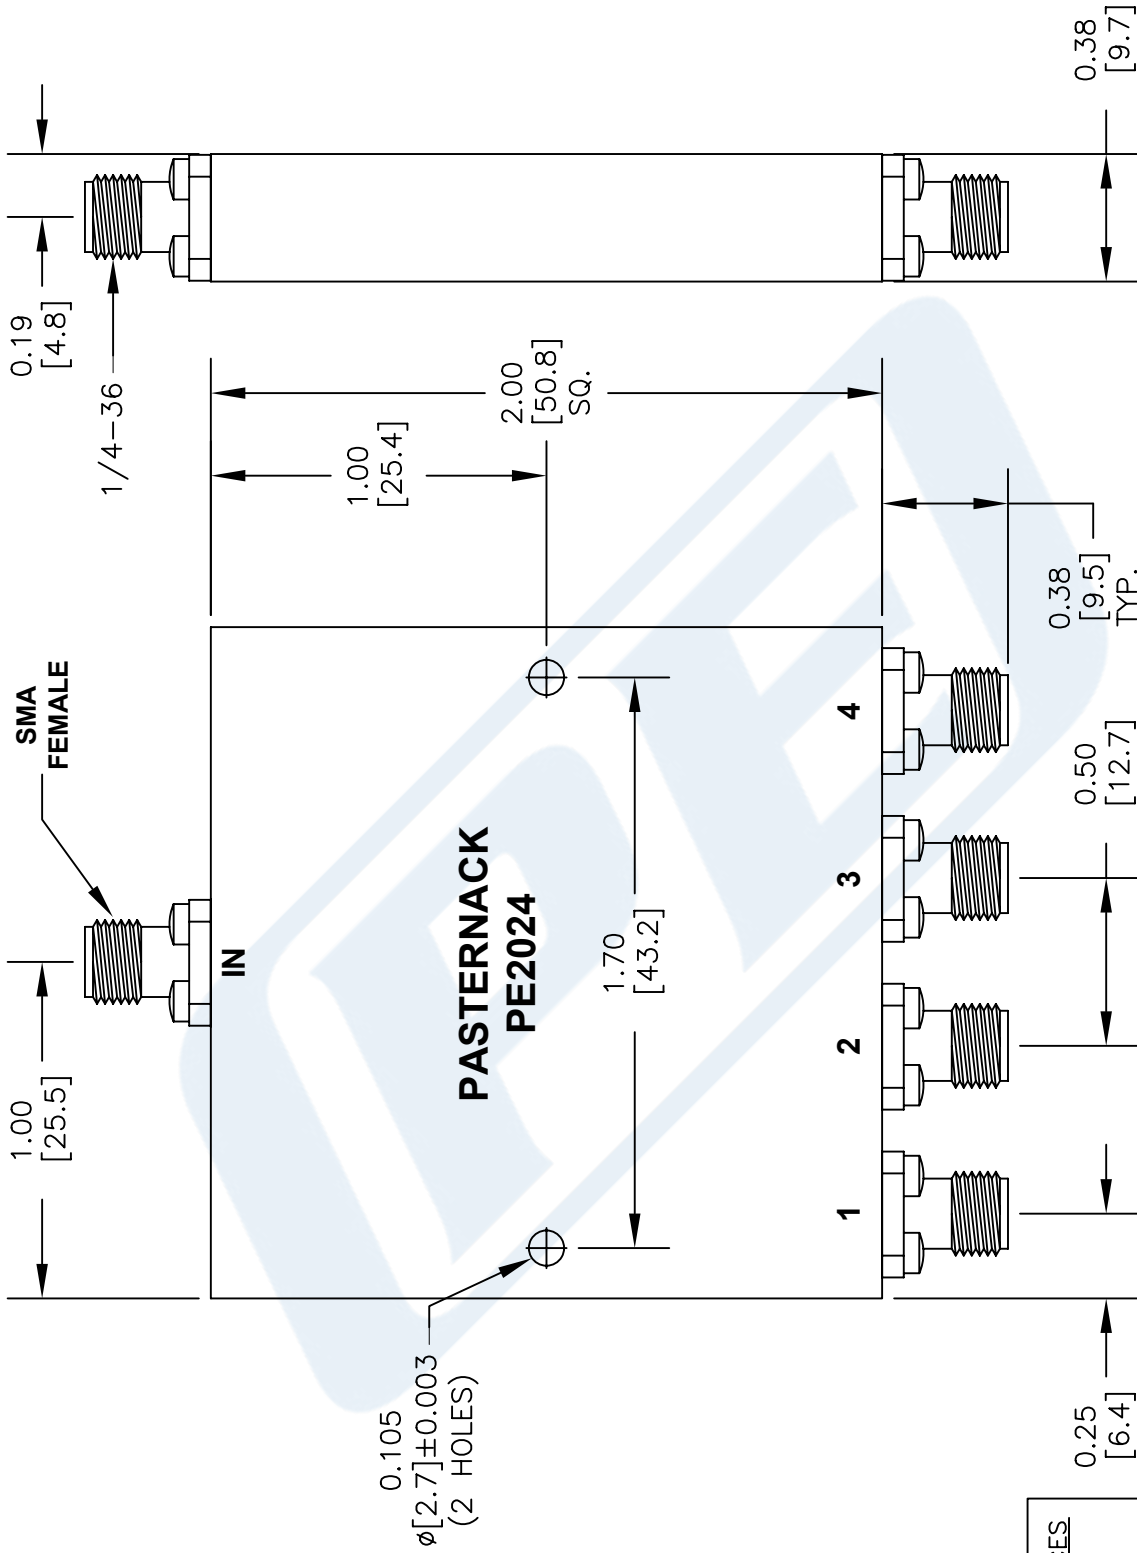 SMA
FEMALE
1.00
[25.5]
0.19
[4.8]
1/4-36
IN
1.00
[25.4]
2.00
[50.8]
SQ.
PASTERNACK
PE2024
0.105
ø[2.7]±0.003
(2 HOLES)
1.70
[43.2]
1
2
3
4
0.25
[6.4]
0.50
[12.7]
0.38
[9.5]
TYP.
0.38
[9.7]
PE